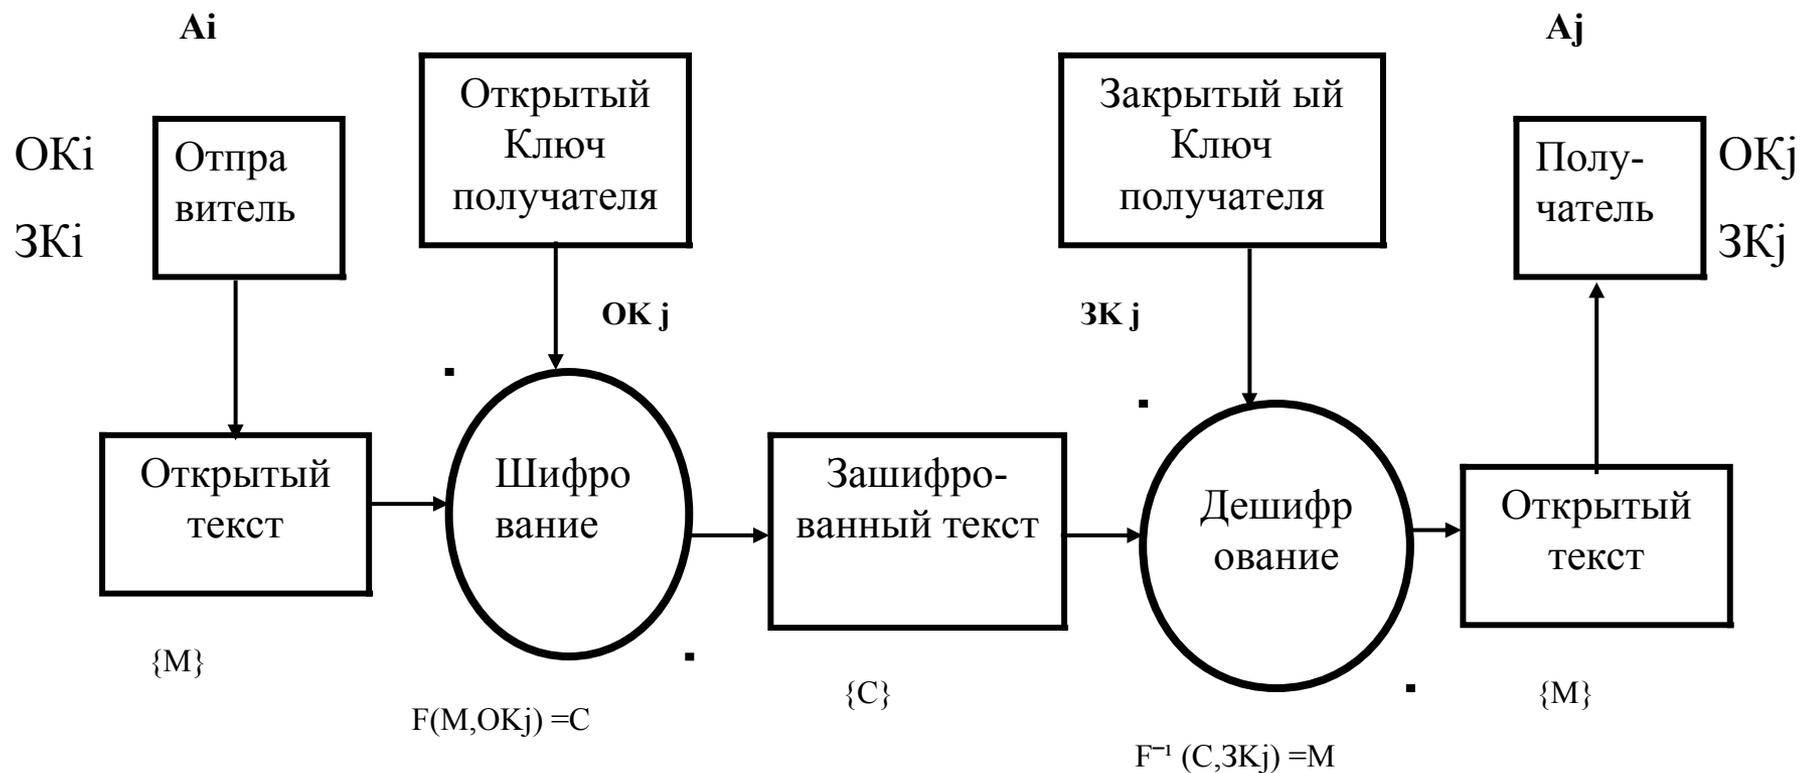 Ai
Aj
ОКi
ЗКi
Отпра
витель
Открытый
Ключ
получателя
Закрытый ый
Ключ
получателя
Полу-
чатель
ОКj
ЗКj
ОК j
ЗК j
Открытый
текст
Шифро
вание
Зашифро-
ванный текст
Дешифр
ование
Открытый
текст
{М}
F(M,ОКj) =C
{С}
F⁻¹ (С,ЗКj) =М
{М}